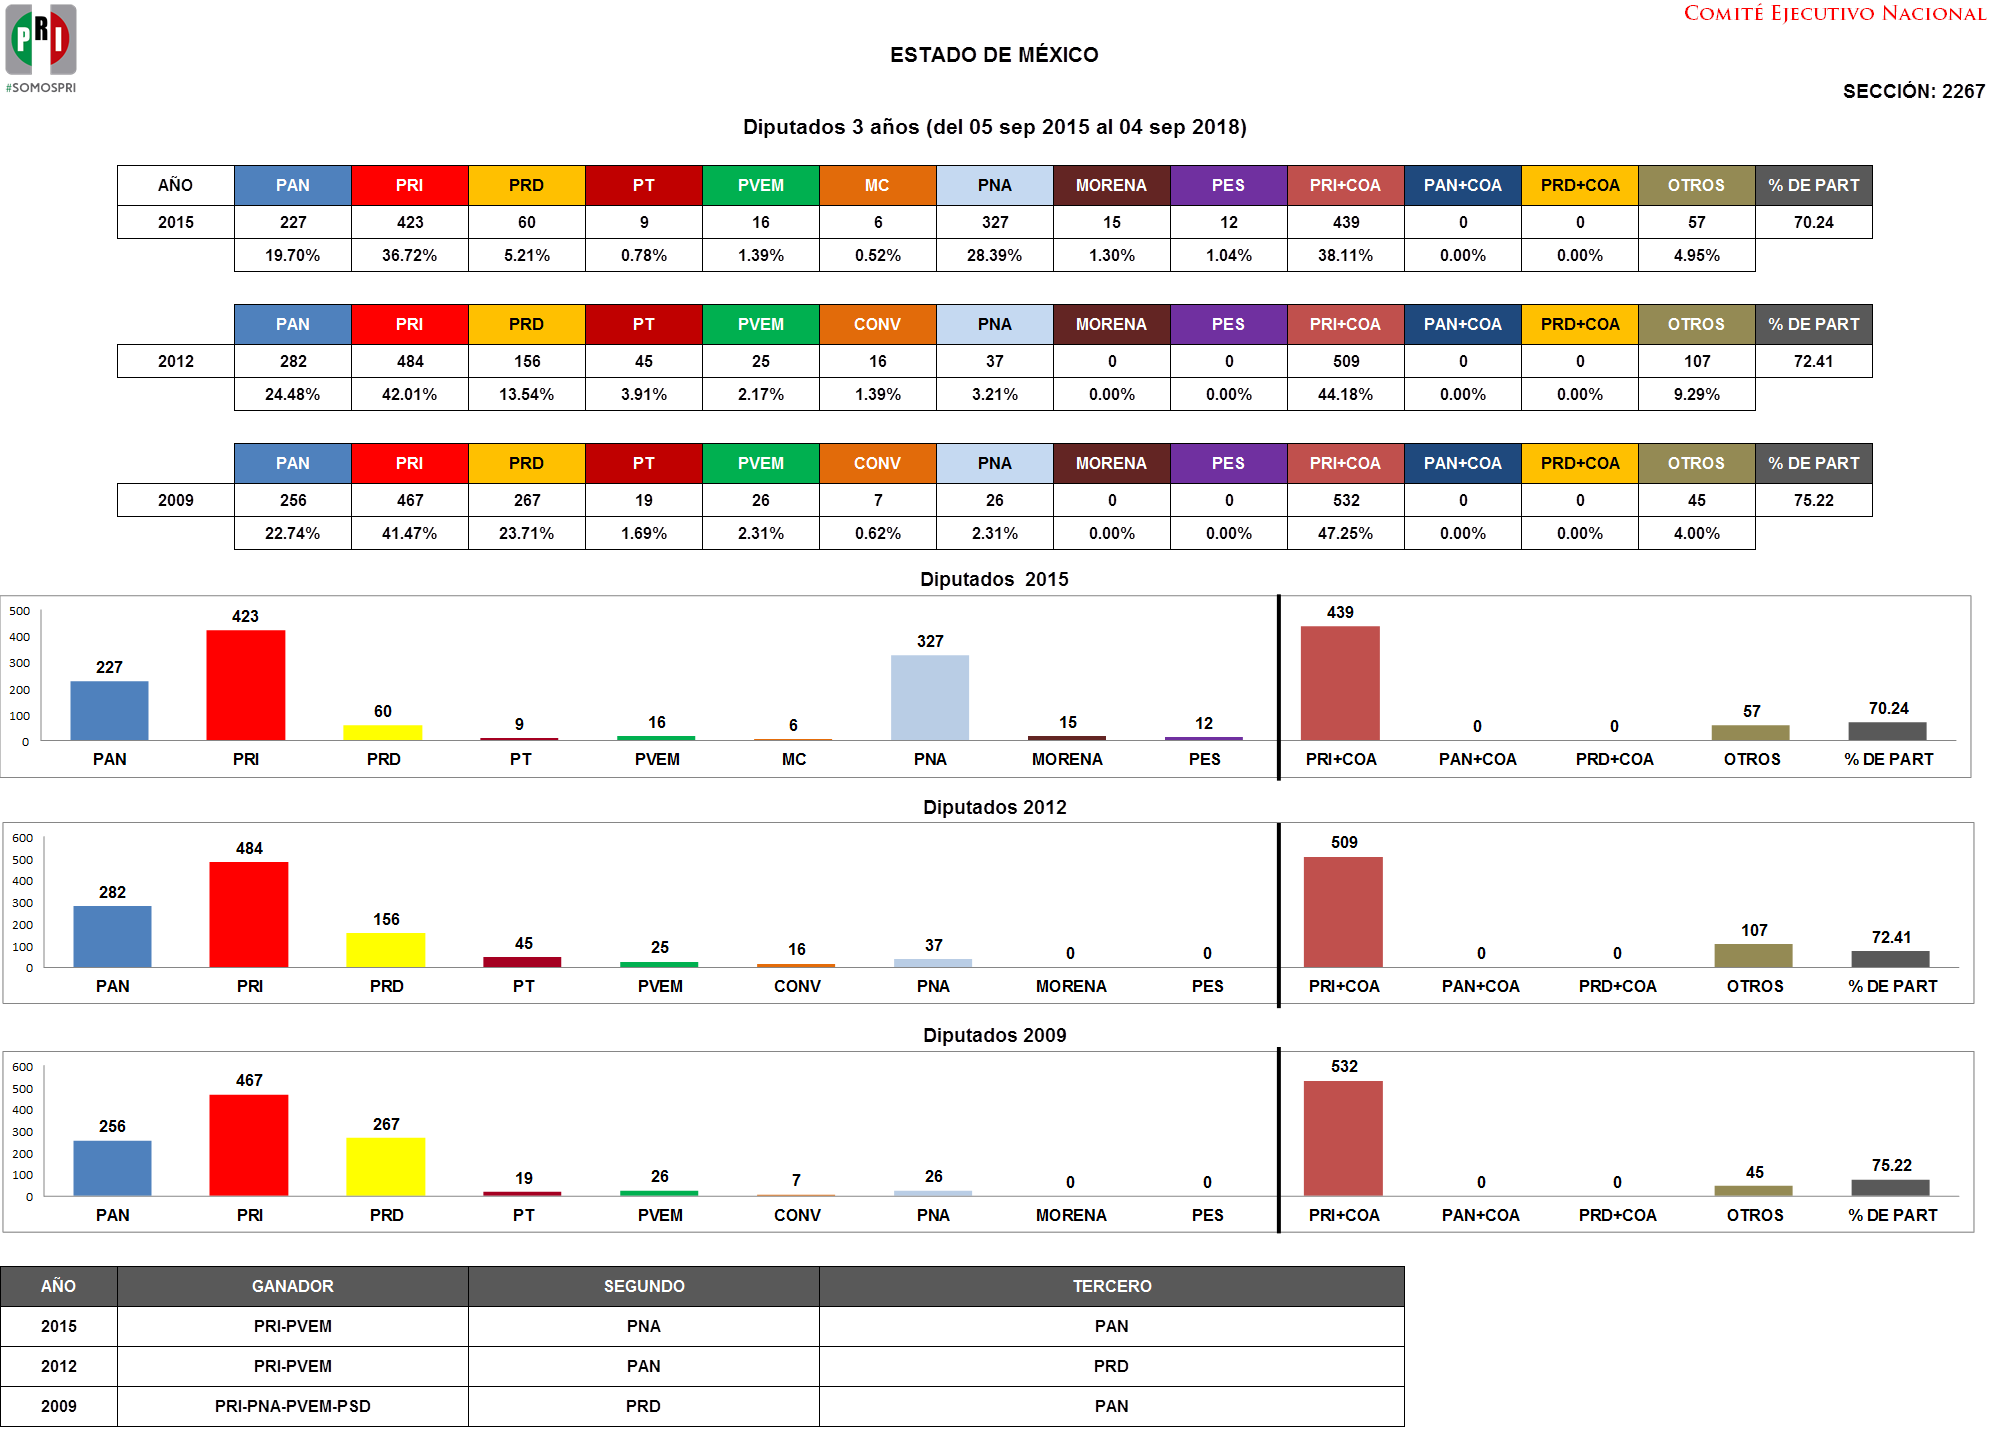 PRI
#SOMOSPRI
COMITÉ EJECUTIVO NACIONAL
ESTADO DE MÉXICO
SECCIÓN: 2267
Diputados 3 años (del 05 sep 2015 al 04 sep 2018)
AÑO PAN PRI PRD PT PVEM MC PNA MORENA PES PRI+COA PAN+COA PRD+COA OTROS % DE PART
2015 227 423 60 9 16 6 327 15 12 439 0 0 57 70.24
19.70% 36.72% 5.21% 0.78% 1.39% 0.52% 28.39% 1.30% 1.04% 38.11% 0.00% 0.00% 4.95%
PAN PRI PRD PT PVEM CONV PNA MORENA PES PRI+COA PAN+COA PRD+COA OTROS % DE PART
2012 282 484 156 45 25 16 37 0 0 509 0 0 107 72.41
24.48% 42.01% 13.54% 3.91% 2.17% 1.39% 3.21% 0.00% 0.00% 44.18% 0.00% 0.00% 9.29%
PAN PRI PRD PT PVEM CONV PNA MORENA PES PRI+COA PAN+COA PRD+COA OTROS % DE PART
2009 256 467 267 19 26 7 26 0 0 532 0 0 45 75.22
22.74% 41.47% 23.71% 1.69% 2.31% 0.62% 2.31% 0.00% 0.00% 47.25% 0.00% 0.00% 4.00%
Diputados 2015
500
400
300
200
100
0
227 423 60 9 16 6 327 15 12 439 0 0 57 70.24
PAN PRI PRD PT PVEM MC PNA MORENA PES PRI+COA PAN+COA PRD+COA OTROS % DE PART
Diputados 2012
600
500
400
300
200
100
0
282 484 156 45 25 16 37 0 0 509 0 0 107 72.41
PAN PRI PRD PT PVEM CONV PNA MORENA PES PRI+COA PAN+COA PRD+COA OTROS % DE PART
Diputados 2009
600
500
400
300
200
100
0
256 467 267 19 26 7 26 0 0 532 0 0 45 75.22
PAN PRI PRD PT PVEM CONV PNA MORENA PES PRI+COA PAN+COA PRD+COA OTROS % DE PART
AÑO GANADOR SEGUNDO TERCERO
2015 PRI-PVEM PNA PAN
2012 PRI-PVEM PAN PRD
2009 PRI-PNA-PVEM-PSD PRD PAN